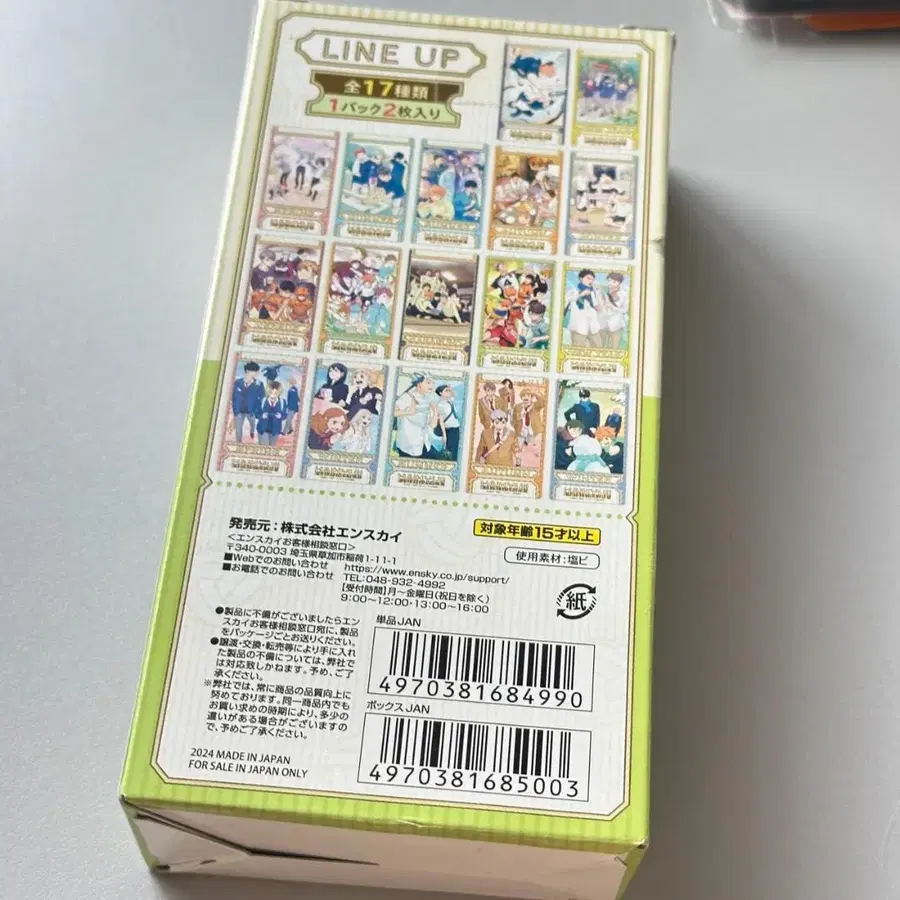 LINE UP
全17種類
1パック2枚入り
発売元:株式会社エンスカイ
<エンスカイお客様相談窓口>
〒340-0003 埼玉県草加市稲荷1-11-1
■Webでのお問い合わせ https://www.ensky.co.jp/support/
■お電話でのお問い合わせ TEL:048-932-4992
[受付時間]月~金曜日(祝日を除く)
9:00~12:00・13:00~16:00
対象年齢15才以上
使用素材:塩ビ
紙
●製品に不備がございましたらエン
スカイお客様相談窓口宛に、製品
をパッケージごとお送りください。
●譲渡・交換・転売等により手に入れ
た製品の不備については、弊社で
は対応致しかねます。予め、ご了
承ください。
※弊社では、常に商品の品質向上に
努めております。同一商品内でも
お買い求めの時期により、多少の
違いがある場合がございますの
で、予めご了承ください。
2024 MADE IN JAPAN
FOR SALE IN JAPAN ONLY
単品JAN
4970381684990
ボックスJAN
4970381685003